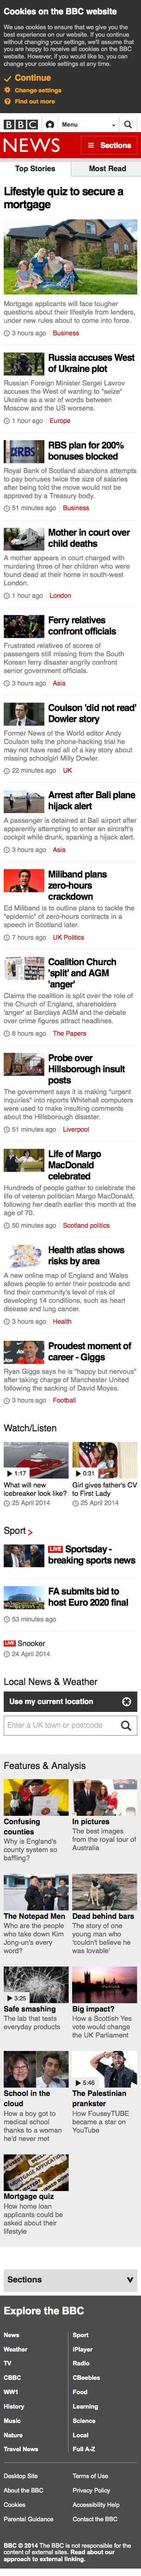 Cookies on the BBC website
We use cookies to ensure that we give you the
best experience on our website. If you continue
without changing your settings, we'll assume that
you are happy to receive all cookies on the BBC
website. However, if you would like to, you can
change your cookie settings at any time.
Continue
Change settings
Find out more
BBC Menu
NEWS Sections
Top Stories Most Read
Lifestyle quiz to secure a
mortgage
Mortgage applicants will face tougher
questions about their lifestyle from lenders,
under new rules about to come into force.
3 hours ago Business
Russia accuses West
of Ukraine plot
Russian Foreign Minister Sergei Lavrov
accuses the West of wanting to "seize"
Ukraine as a war of words between
Moscow and the US worsens.
1 hour ago Europe
RBS plan for 200%
bonuses blocked
Royal Bank of Scotland abandons attempts
to pay bonuses twice the size of salaries
after being told the move would not be
approved by a Treasury body.
51 minutes ago Business
Mother in court over
child deaths
A mother appears in court charged with
murdering three of her children who were
found dead at their home in south-west
London.
1 hour ago London
Ferry relatives
confront officials
Frustrated relatives of scores of
passengers still missing from the South
Korean ferry disaster angrily confront
senior government officials.
3 hours ago Asia
Coulson 'did not read'
Dowler story
Former News of the World editor Andy
Coulson tells the phone-hacking trial he
may not have read all of a key story about
missing schoolgirl Milly Dowler.
22 minutes ago UK
Arrest after Bali plane
hijack alert
A passenger is detained at Bali airport after
apparently attempting to enter an aircraft's
cockpit while drunk, sparking a hijack alert.
3 hours ago Asia
Miliband plans
zero-hours
crackdown
Ed Miliband is to outline plans to tackle the
"epidemic" of zero-hours contracts in a
speech in Scotland later.
7 hours ago UK Politics
Coalition Church
'split' and AGM
'anger'
Claims the coalition is split over the role of
the Church of England, shareholders
'anger' at Barclays AGM and the debate
over crime figures attract headlines.
8 hours ago The Papers
Probe over
Hillsborough insult
posts
The government says it is making "urgent
inquiries" into reports Whitehall computers
were used to make insulting comments
about the Hillsborough disaster.
51 minutes ago Liverpool
Life of Margo
MacDonald
celebrated
Hundreds of people gather to celebrate the
life of veteran politician Margo MacDonald,
following her death earlier this month at the
age of 70.
50 minutes ago Scotland politics
Health atlas shows
risks by area
A new online map of England and Wales
allows people to enter their postcode and
find their community's level of risk of
developing 14 conditions, such as heart
disease and lung cancer.
3 hours ago Health
Proudest moment of
career - Giggs
Ryan Giggs says he is "happy but nervous"
after taking charge of Manchester United
following the sacking of David Moyes.
3 hours ago Football
Watch/Listen
1:17 0:31
What will new
icebreaker look like?
25 April 2014
Girl gives father's CV
to First Lady
25 April 2014
Sport
LIVE Sportsday -
breaking sports news
FA submits bid to
host Euro 2020 final
53 minutes ago
LIVE Snooker
24 April 2014
Local News & Weather
Use my current location
Enter a UK town or postcode
Features & Analysis
Confusing
counties
Why is England's
county system so
baffling?
In pictures
The best images
from the royal tour of
Australia
The Notepad Men
Who are the people
who take down Kim
Jong-un's every
word?
Dead behind bars
The story of one
young man who
'couldn't believe he
was lovable'
3:25
Safe smashing
The lab that tests
everyday products
Big impact?
How a Scottish Yes
vote would change
the UK Parliament
School in the
cloud
How a boy got to
medical school
thanks to a woman
he'd never met
5:46
The Palestinian
prankster
How FouseyTUBE
became a star on
YouTube
Mortgage quiz
How home loan
applicants could be
asked about their
lifestyle
Sections
Explore the BBC
News Sport
Weather iPlayer
TV Radio
CBBC CBeebies
WW1 Food
History Learning
Music Science
Nature Local
Travel News Full A-Z
Desktop Site Terms of Use
About the BBC Privacy Policy
Cookies Accessibility Help
Parental Guidance Contact the BBC
BBC © 2014 The BBC is not responsible for the
content of external sites. Read about our
approach to external linking.